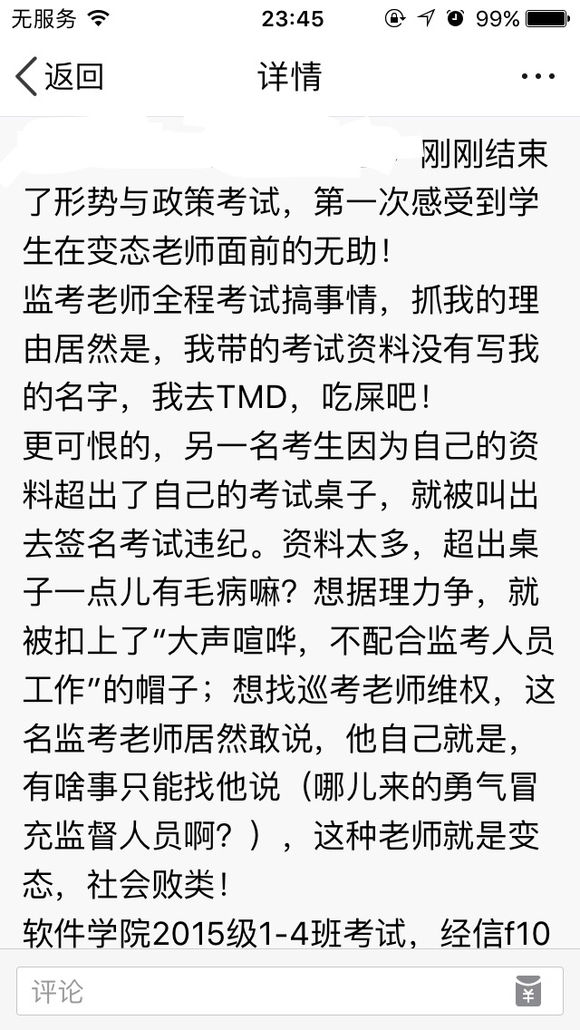 无服务 23:45 99%
返回 详情
刚刚结束
了形势与政策考试，第一次感受到学
生在变态老师面前的无助！
监考老师全程考试搞事情，抓我的理
由居然是，我带的考试资料没有写我
的名字，我去TMD，吃屎吧！
更可恨的，另一名考生因为自己的资
料超出了自己的考试桌子，就被叫出
去签名考试违纪。资料太多，超出桌
子一点儿有毛病嘛？想据理力争，就
被扣上了“大声喧哗，不配合监考人员
工作”的帽子；想找巡考老师维权，这
名监考老师居然敢说，他自己就是，
有啥事只能找他说（哪儿来的勇气冒
充监督人员啊？），这种老师就是变
态，社会败类！
软件学院2015级1-4班考试，经信f10
评论
¥